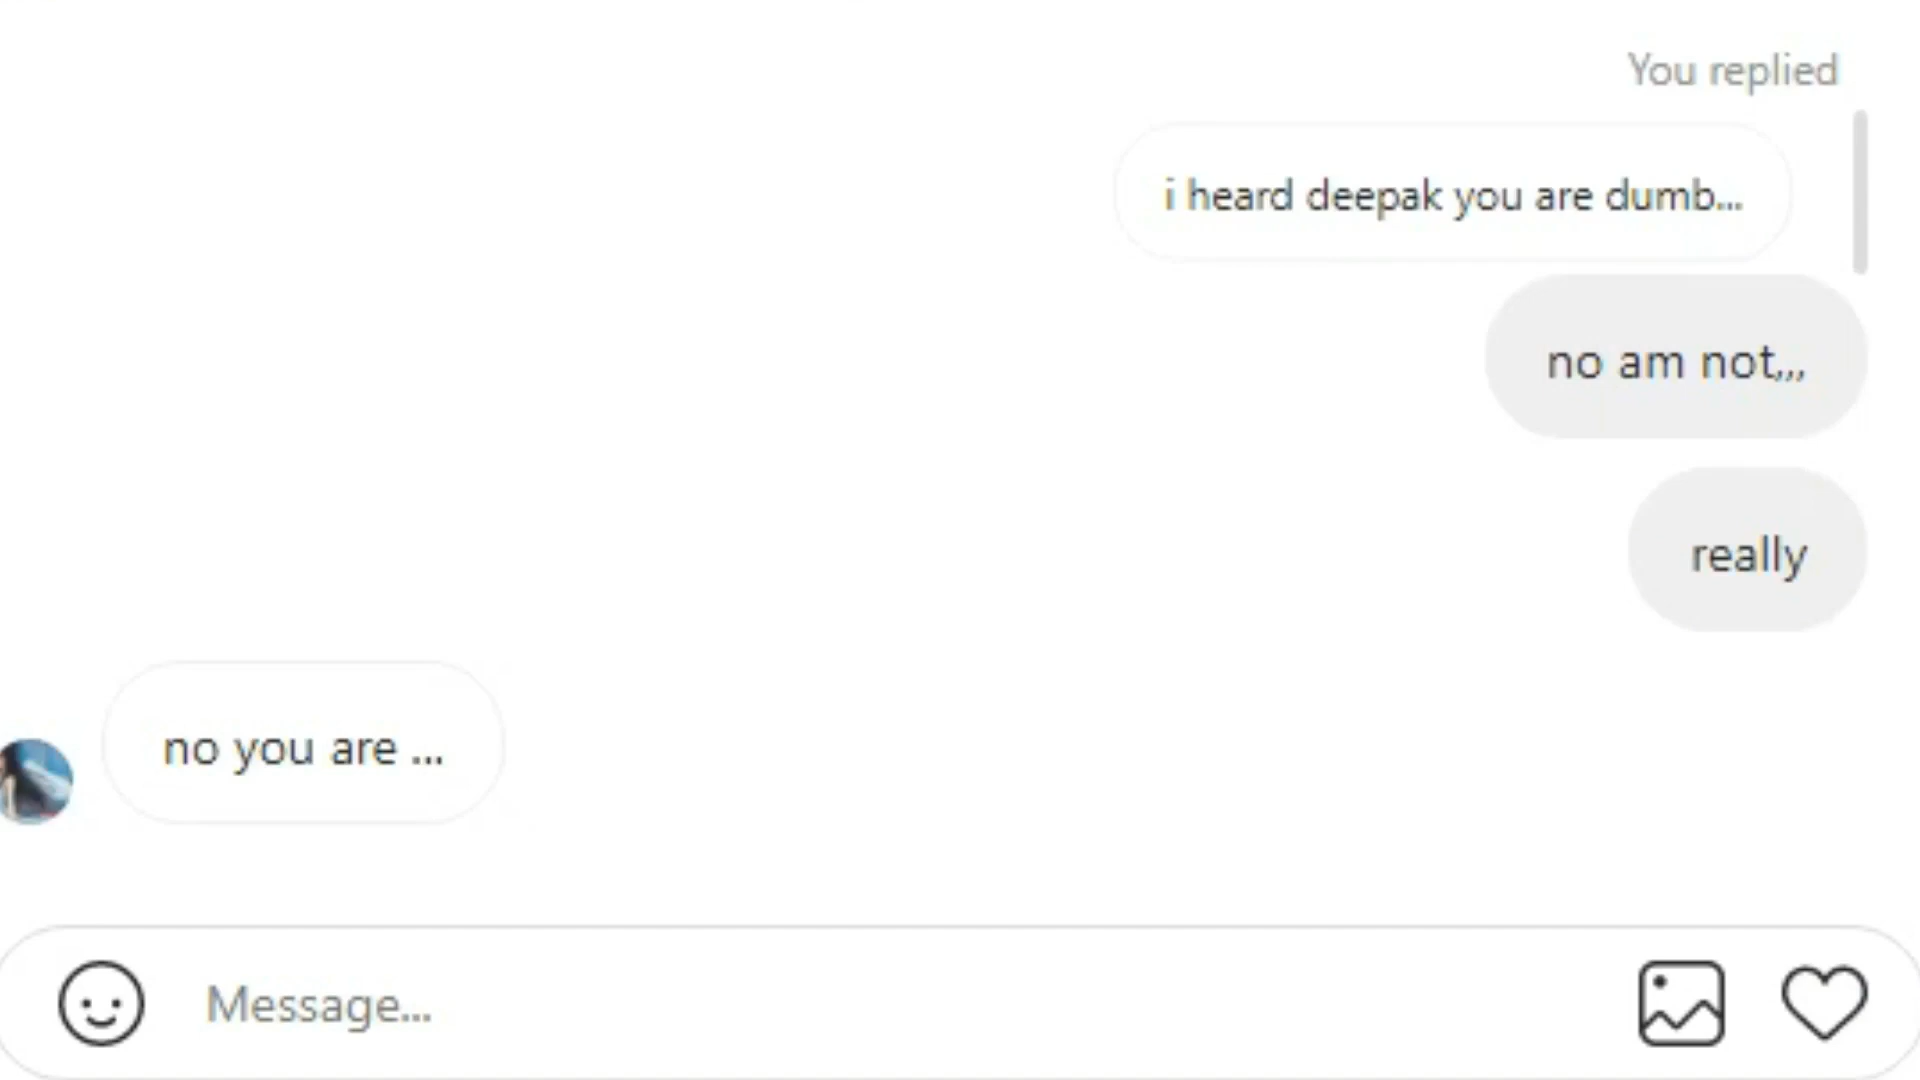 You replied
i heard deepak you are dumb...
no am not,,,
really
no you are ...
Message...